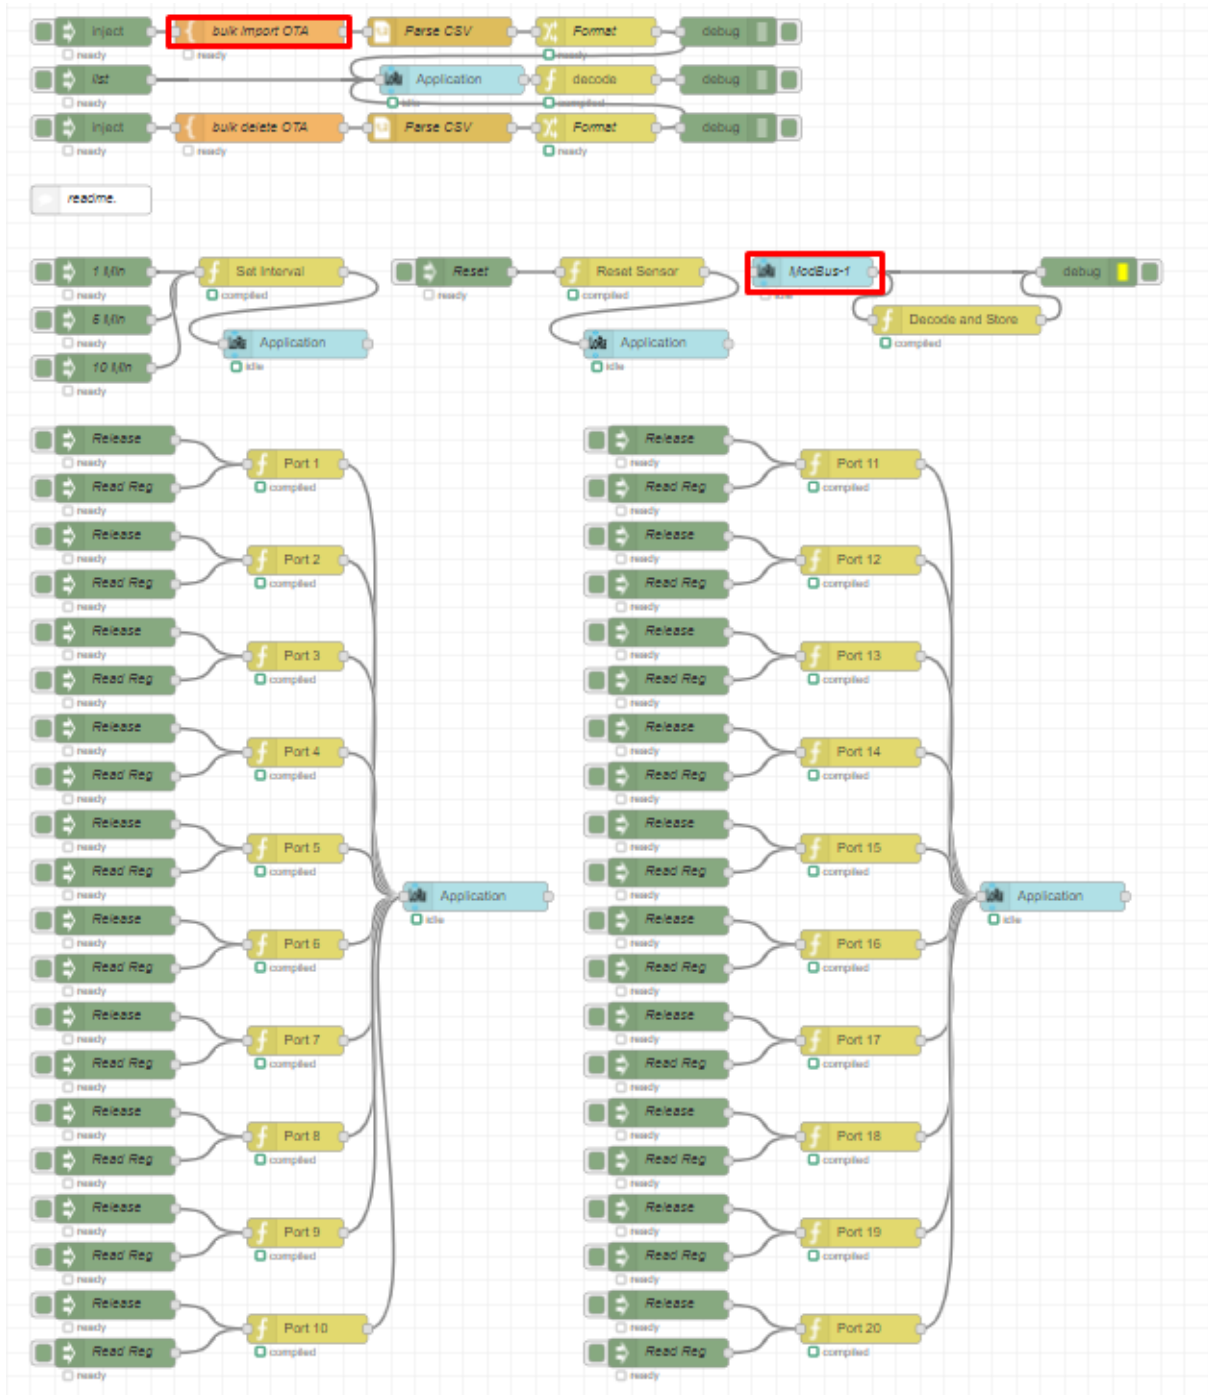 inject bulk import OTA Parse CSV Format debug
ready ready ready
list Application decode debug
ready idle compiled
inject bulk delete OTA Parse CSV Format debug
ready ready ready
readme.
1 Min Set Interval Reset Reset Sensor ModBus-1 debug
ready compiled ready compiled idle
5 Min Decode and Store
ready Application Application compiled
10 Min idle idle
ready
Release Release
ready Port 1 ready Port 11
Read Reg compiled Read Reg compiled
ready ready
Release Release
ready Port 2 ready Port 12
Read Reg compiled Read Reg compiled
ready ready
Release Release
ready Port 3 ready Port 13
Read Reg compiled Read Reg compiled
ready ready
Release Release
ready Port 4 ready Port 14
Read Reg compiled Read Reg compiled
ready ready
Release Release
ready Port 5 ready Port 15
Read Reg compiled Read Reg compiled
ready Application ready Application
Release idle Release idle
ready Port 6 ready Port 16
Read Reg compiled Read Reg compiled
ready ready
Release Release
ready Port 7 ready Port 17
Read Reg compiled Read Reg compiled
ready ready
Release Release
ready Port 8 ready Port 18
Read Reg compiled Read Reg compiled
ready ready
Release Release
ready Port 9 ready Port 19
Read Reg compiled Read Reg compiled
ready ready
Release Release
ready Port 10 ready Port 20
Read Reg compiled Read Reg compiled
ready ready